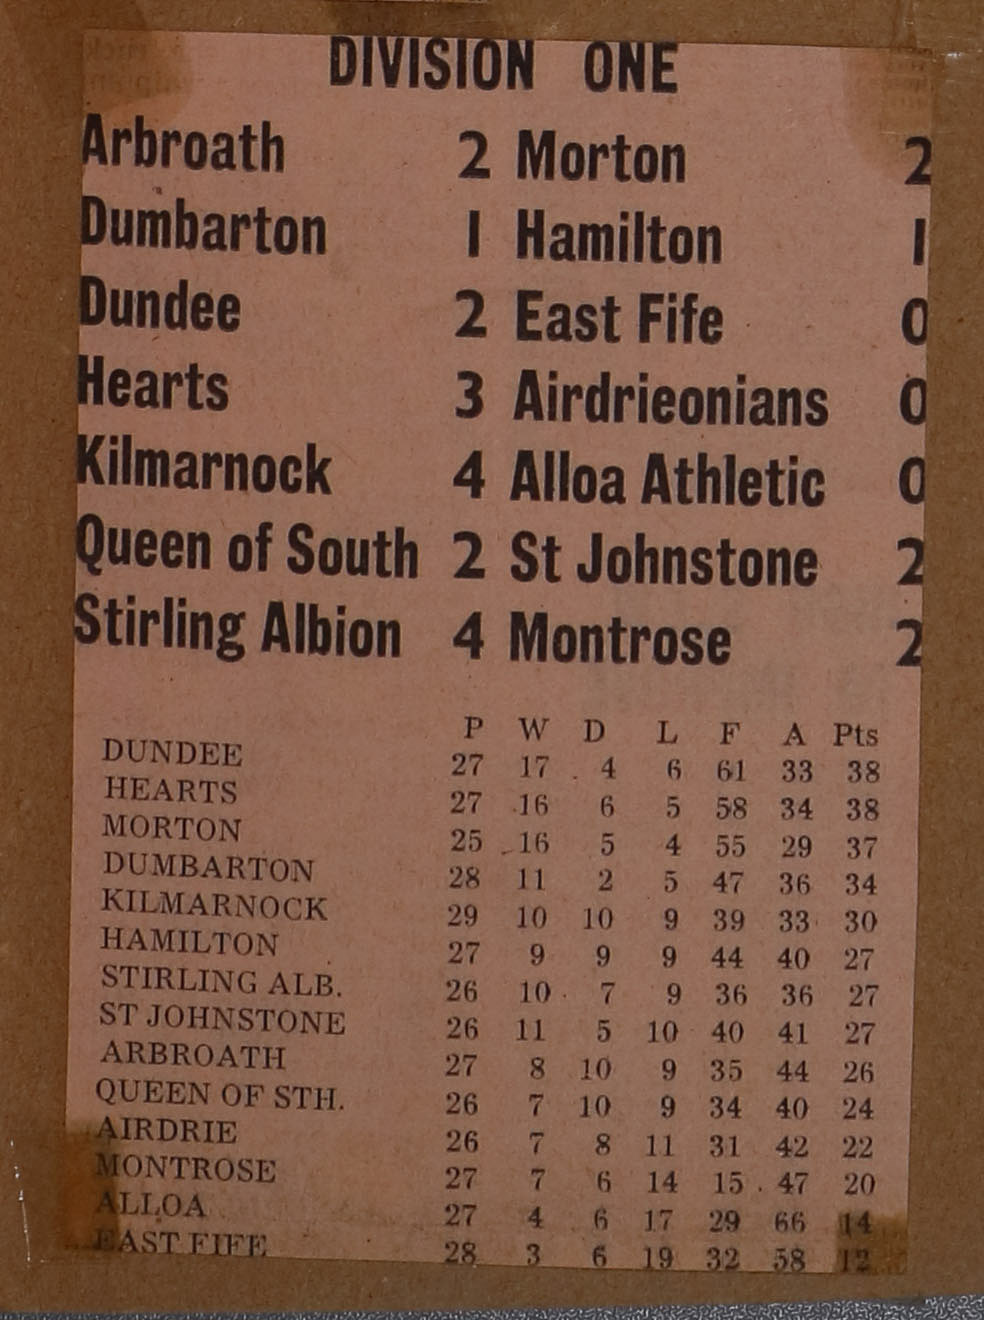 DIVISION ONE
Arbroath 2 Morton 2
Dumbarton 1 Hamilton 1
Dundee 2 East Fife 0
Hearts 3 Airdrieonians 0
Kilmarnock 4 Alloa Athletic 0
Queen of South 2 St Johnstone 2
Stirling Albion 4 Montrose 2
P W D L F A Pts
DUNDEE 27 17 4 6 61 33 38
HEARTS 27 16 6 5 58 34 38
MORTON 25 16 5 4 55 29 37
DUMBARTON 28 11 2 5 47 36 34
KILMARNOCK 29 10 10 9 39 33 30
HAMILTON 27 9 9 9 44 40 27
STIRLING ALB. 26 10 7 9 36 36 27
ST JOHNSTONE 26 11 5 10 40 41 27
ARBROATH 27 8 10 9 35 44 26
QUEEN OF STH. 26 7 10 9 34 40 24
AIRDRIE 26 7 8 11 31 42 22
MONTROSE 27 7 6 14 15 47 20
ALLOA 27 4 6 17 29 66 14
EAST FIFE 28 3 6 19 32 58 12